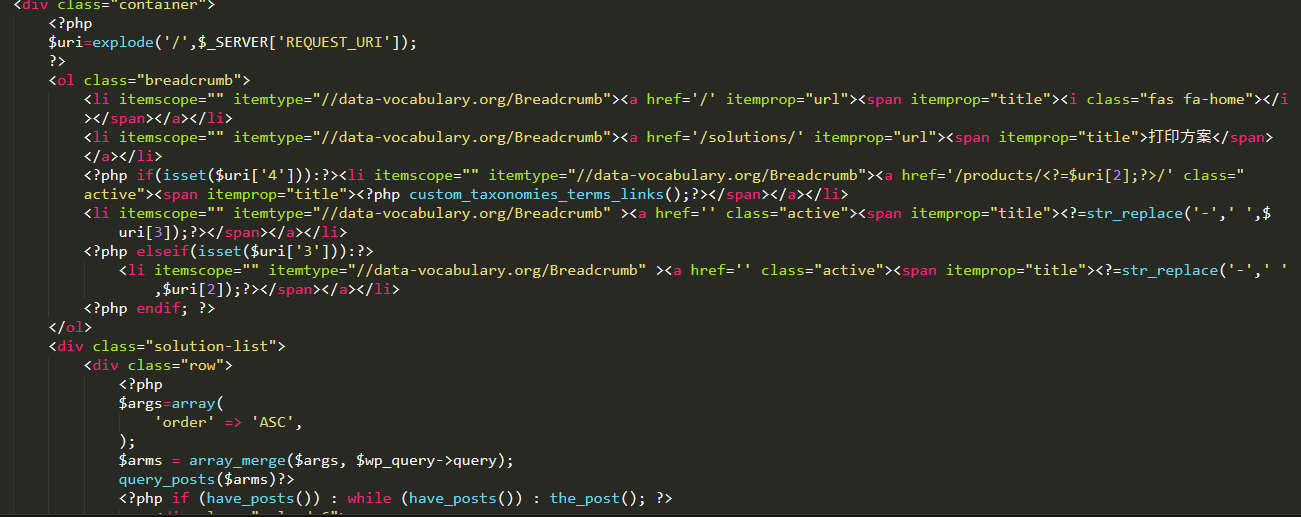 <div class="container">
<?php
$uri=explode('/',$_SERVER['REQUEST_URI']);
?>
<ol class="breadcrumb">
<li itemscope="" itemtype="//data-vocabulary.org/Breadcrumb"><a href='/' itemprop="url"><span itemprop="title"><i class="fas fa-home"></i
></span></a></li>
<li itemscope="" itemtype="//data-vocabulary.org/Breadcrumb"><a href='/solutions/' itemprop="url"><span itemprop="title">打印方案</span>
</a></li>
<?php if(isset($uri['4'])):?><li itemscope="" itemtype="//data-vocabulary.org/Breadcrumb"><a href='/products/<?=$uri[2];?>/' class="
active"><span itemprop="title"><?php custom_taxonomies_terms_links();?></span></a></li>
<li itemscope="" itemtype="//data-vocabulary.org/Breadcrumb" ><a href='' class="active"><span itemprop="title"><?=str_replace('-',' ',$
uri[3]);?></span></a></li>
<?php elseif(isset($uri['3'])):?>
<li itemscope="" itemtype="//data-vocabulary.org/Breadcrumb" ><a href='' class="active"><span itemprop="title"><?=str_replace('-',' '
,$uri[2]);?></span></a></li>
<?php endif; ?>
</ol>
<div class="solution-list">
<div class="row">
<?php
$args=array(
'order' => 'ASC',
);
$arms = array_merge($args, $wp_query->query);
query_posts($arms)?>
<?php if (have_posts()) : while (have_posts()) : the_post(); ?>